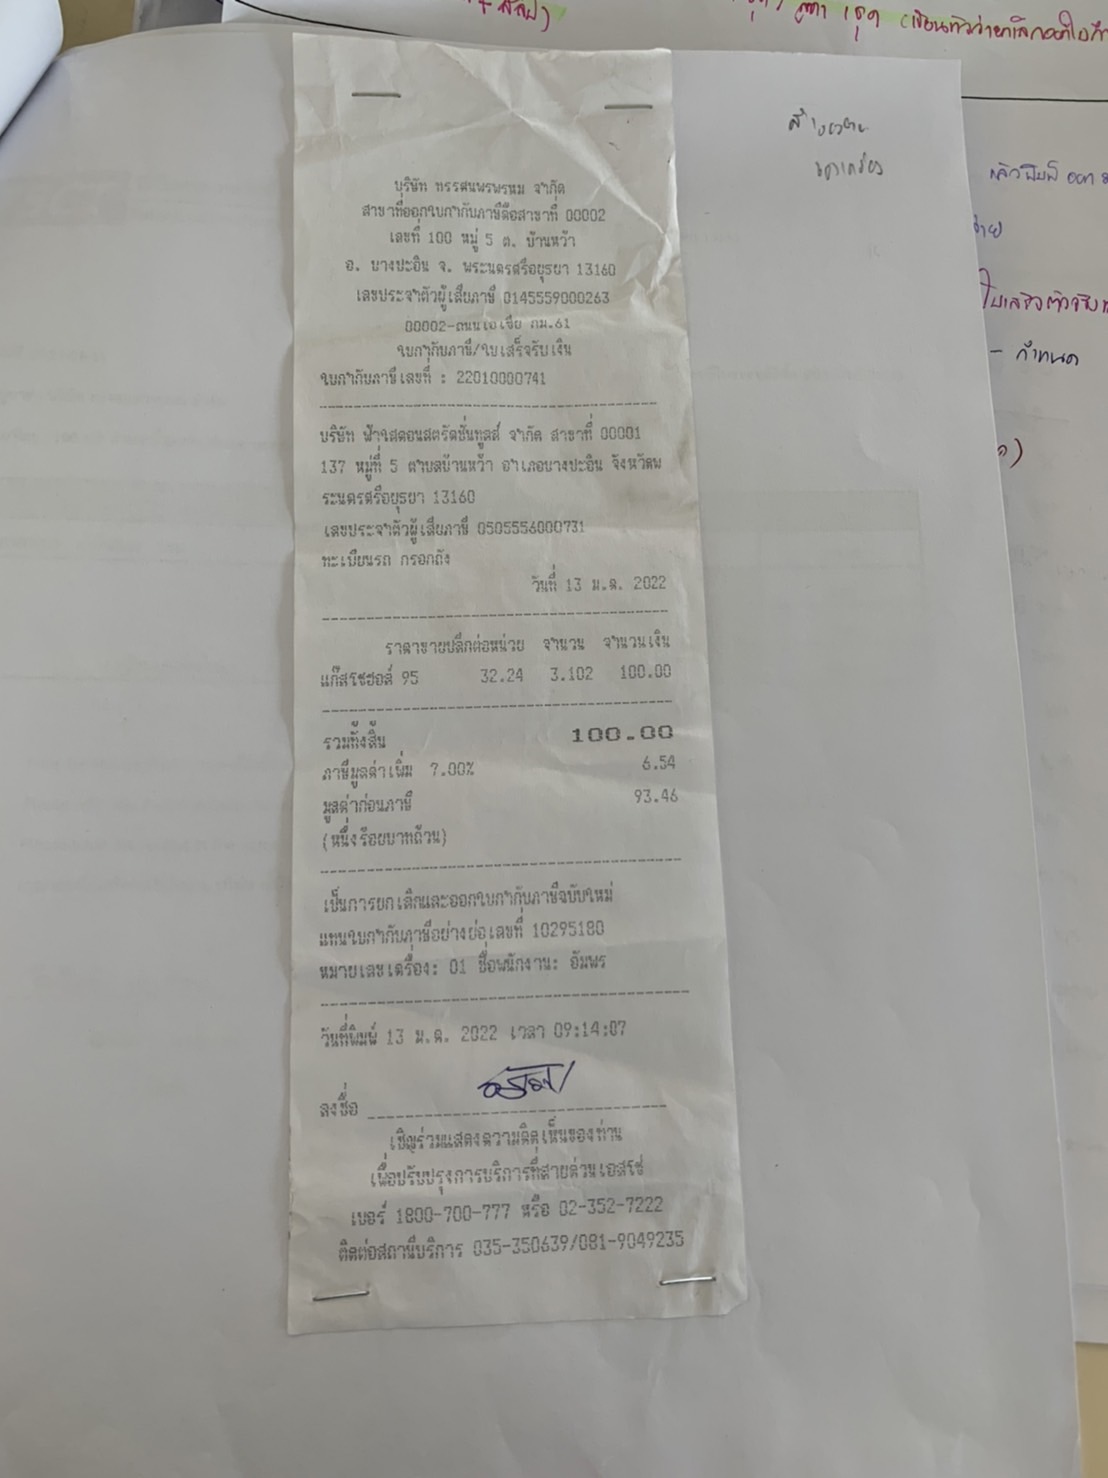 บริษัท ทรรศนพรพรหม จำกัด
สาขาที่ออกใบกำกับภาษีคือสาขาที่ 00002
เลขที่ 100 หมู่ 5 ต. บ้านหว้า
อ. บางปะอิน จ. พระนครศรีอยุธยา 13160
เลขประจำตัวผู้เสียภาษี 0145559000263
00002-ถนนเอเซีย กม.61
ใบกำกับภาษี/ใบเสร็จรับเงิน
ใบกำกับภาษีเลขที่ : 22010000741
บริษัท ฟ้าใสคอนสตรัคชั่นทูลส์ จำกัด สาขาที่ 00001
137 หมู่ที่ 5 ตำบลบ้านหว้า อำเภอบางปะอิน จังหวัดพ
ระนครศรีอยุธยา 13160
เลขประจำตัวผู้เสียภาษี 0505556000731
ทะเบียนรถ กรอกถัง
วันที่ 13 ม.ค. 2022
ราคาขายปลีกต่อหน่วย จำนวน จำนวนเงิน
แก๊สโซฮอล์ 95 32.24 3.102 100.00
รวมทั้งสิ้น 100.00
ภาษีมูลค่าเพิ่ม 7.00% 6.54
มูลค่าก่อนภาษี 93.46
(หนึ่งร้อยบาทถ้วน)
เป็นการยกเลิกและออกใบกำกับภาษีฉบับใหม่
แทนใบกำกับภาษีอย่างย่อเลขที่ 10295180
หมายเลขเครื่อง: 01 ชื่อพนักงาน: อัมพร
วันที่พิมพ์ 13 ม.ค. 2022 เวลา 09:14:07
ลงชื่อ
เชิญร่วมแสดงความคิดเห็นของท่าน
เพื่อปรับปรุงการบริการที่สายด่วนเอสโซ่
เบอร์ 1800-700-777 หรือ 02-352-7222
ติดต่อสถานีบริการ 035-350639/081-9049235
แล้วพิมพ์ ออก
- กำหนด